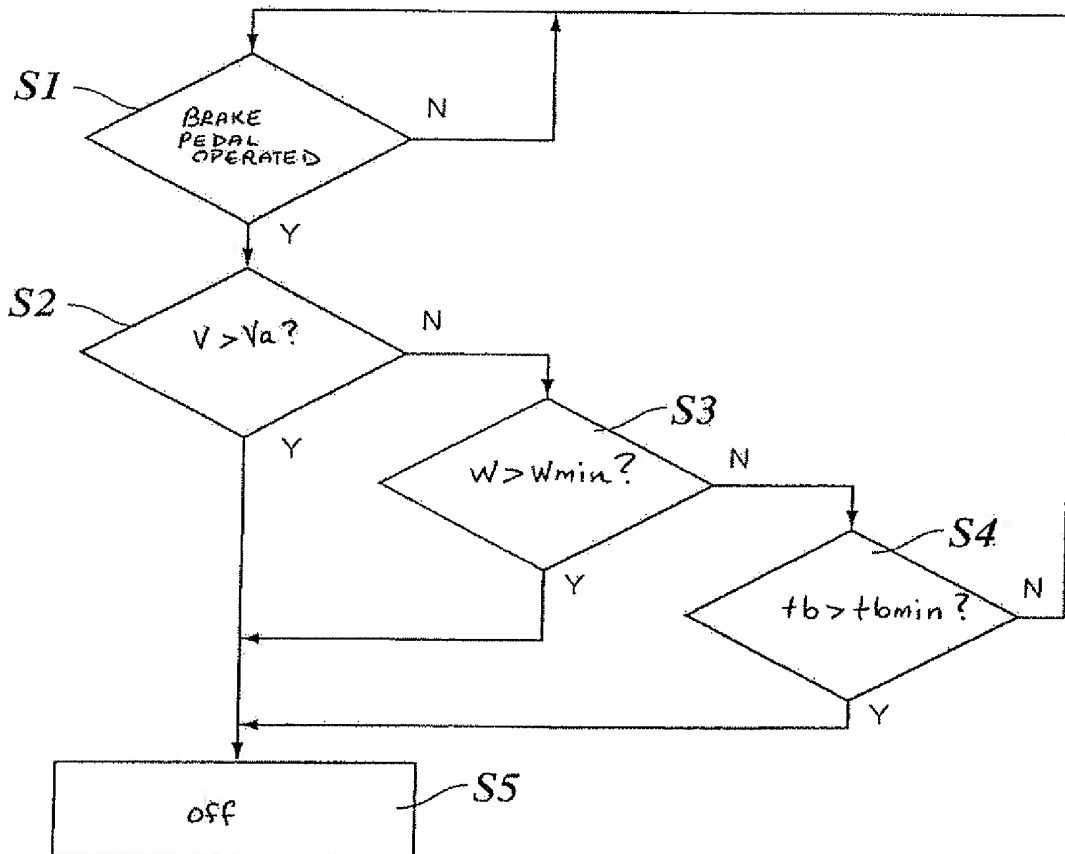 S1
BRAKE
PEDAL
OPERATED
N
Y
S2
V > Va?
N
Y
S3
W > Wmin?
N
Y
S4
tb > tbmin?
N
Y
off
S5